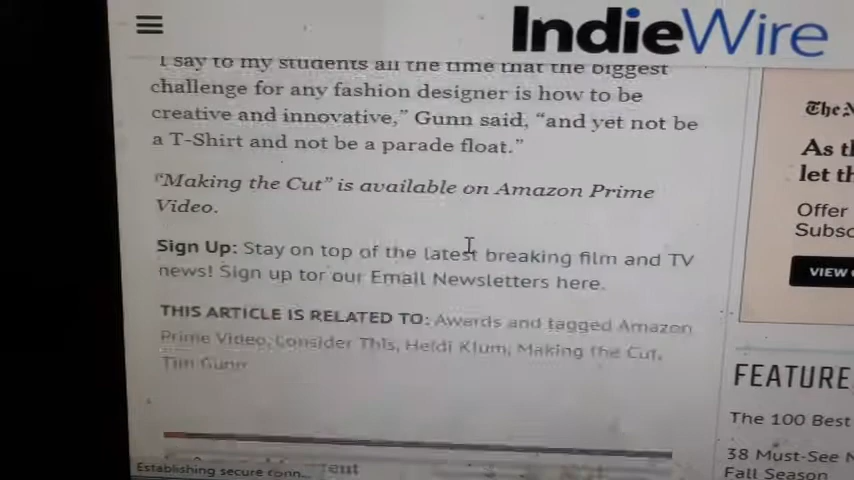 IndieWire
I say to my students all the time that the biggest
challenge for any fashion designer is how to be
creative and innovative,” Gunn said, “and yet not be
a T-Shirt and not be a parade float.”
“Making the Cut” is available on Amazon Prime
Video.
Sign Up: Stay on top of the latest breaking film and TV
news! Sign up for our Email Newsletters here.
THIS ARTICLE IS RELATED TO: Awards and tagged Amazon
Prime Video, Consider This, Heidi Klum, Making the Cut,
Tim Gunn
Establishing secure conn...
The
As th
let th
Offer
Subsc
VIEW
FEATURE
The 100 Best
38 Must-See
Fall Season